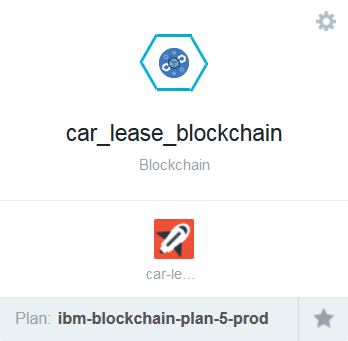 car_lease_blockchain
Blockchain
car-le...
Plan: ibm-blockchain-plan-5-prod